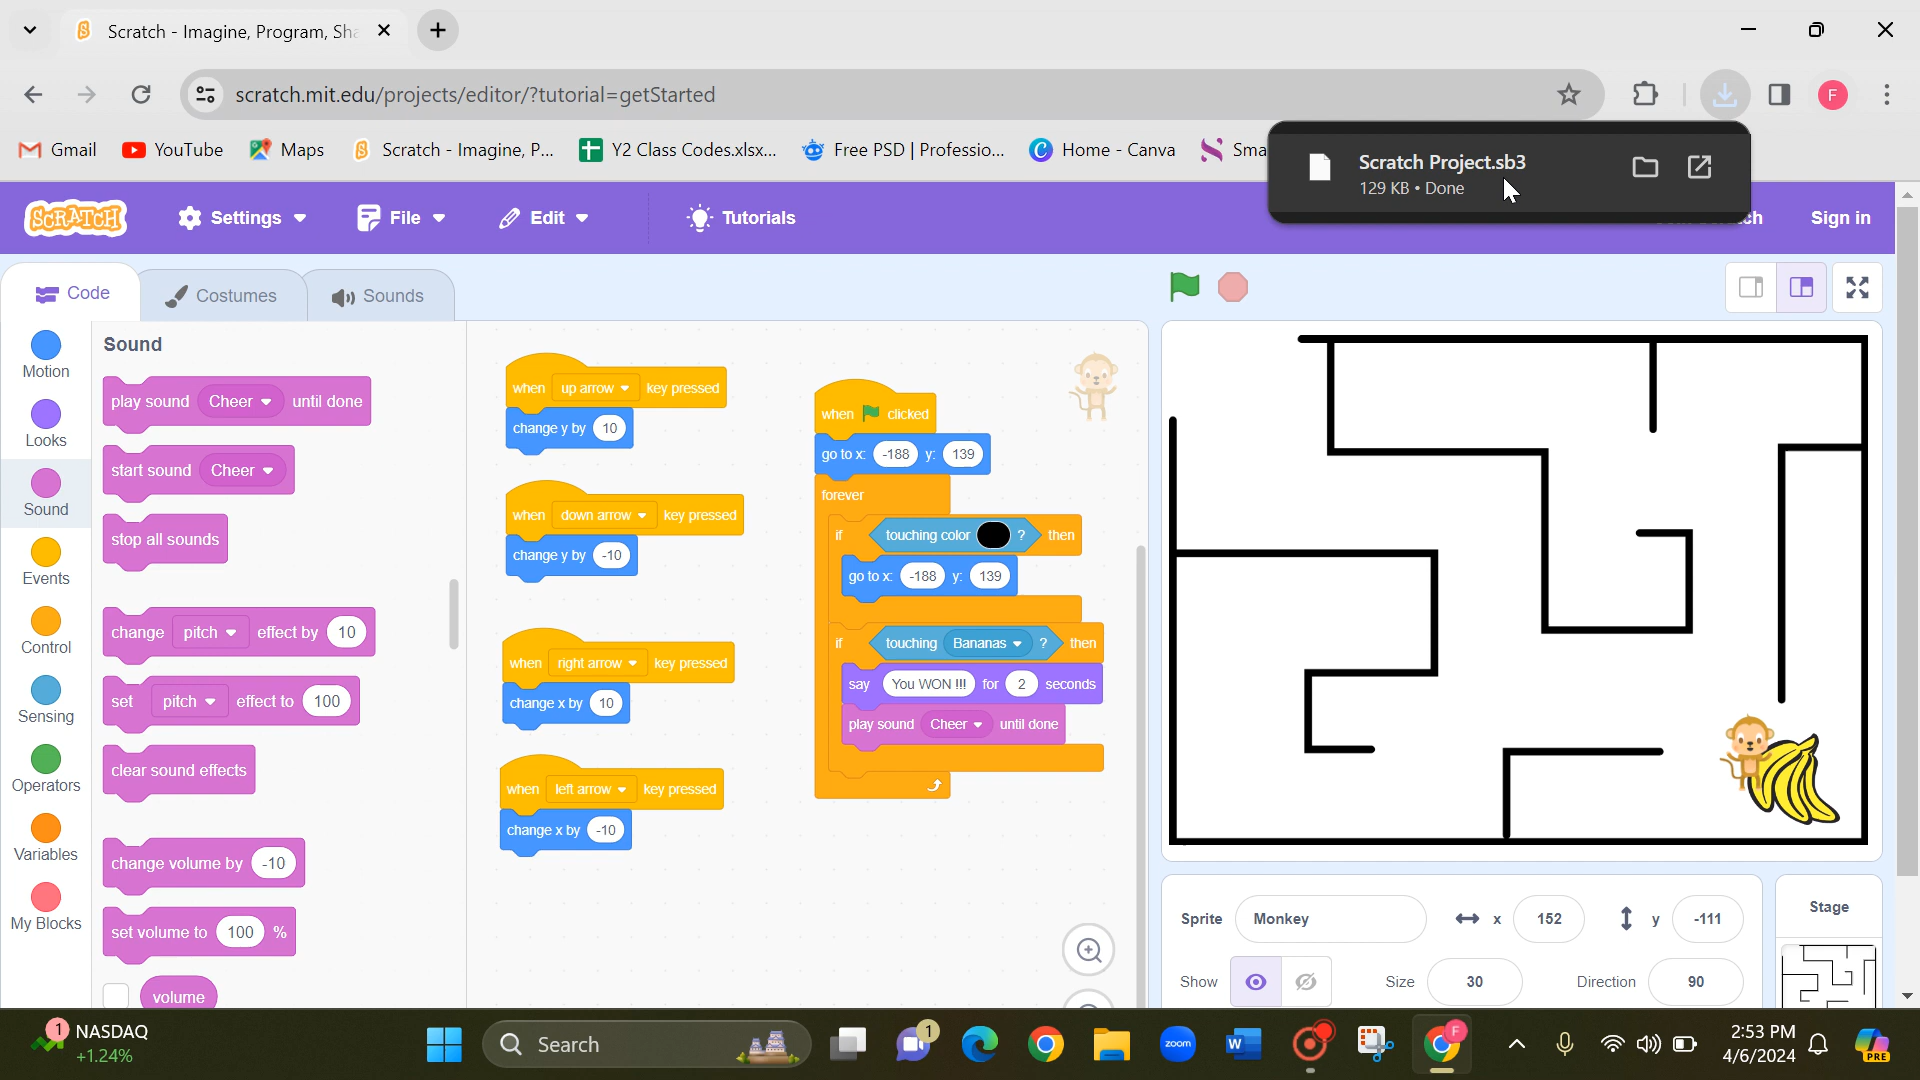 Scratch - Imagine, Program, Sha
scratch.mit.edu/projects/editor/?tutorial=getStarted
F
Gmail
YouTube
Maps
Scratch - Imagine, P...
Y2 Class Codes.xlsx...
Free PSD | Professio...
Home - Canva
Sma
Scratch Project.sb3
129 KB • Done
SCRATCH
Settings
File
Edit
Tutorials
Sign in
Code
Costumes
Sounds
Motion
Looks
Sound
Events
Control
Sensing
Operators
Variables
My Blocks
Sound
play sound Cheer until done
start sound Cheer
stop all sounds
change pitch effect by 10
set pitch effect to 100
clear sound effects
change volume by -10
set volume to 100 %
volume
when up arrow key pressed
change y by 10
when down arrow key pressed
change y by -10
when right arrow key pressed
change x by 10
when left arrow key pressed
change x by -10
when clicked
go to x: -188 y: 139
forever
if touching color ? then
go to x: -188 y: 139
if touching Bananas ? then
say You WON !!! for 2 seconds
play sound Cheer until done
Sprite Monkey x 152 y -111
Show Size 30 Direction 90
Stage
1
NASDAQ
+1.24%
Search
1
zoom
F
2:53 PM
4/6/2024
PRE